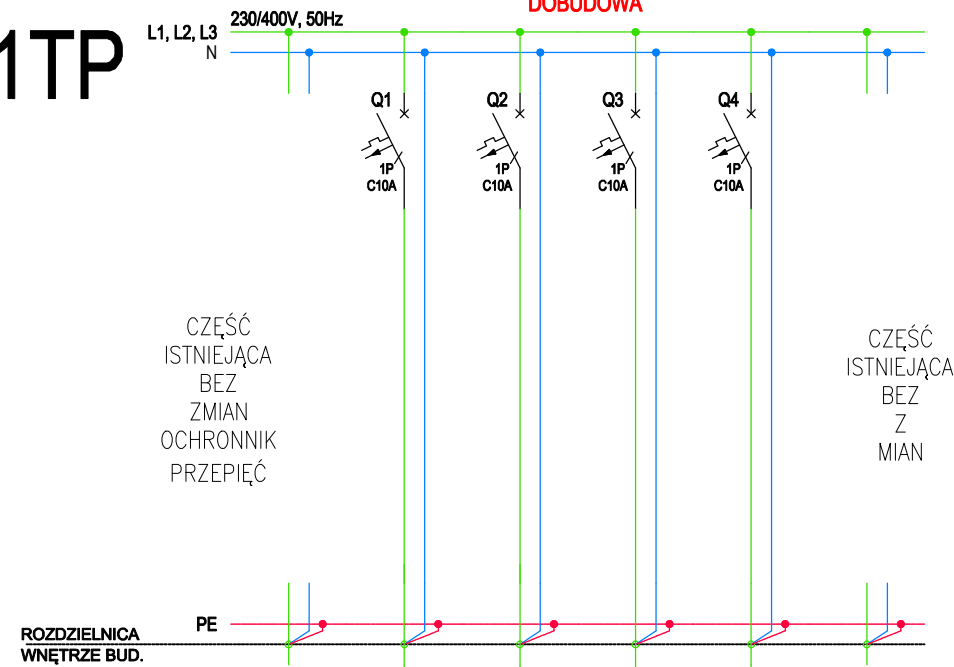 DOBUDOWA
1TP
230/400V, 50Hz
L1, L2, L3
N
Q1
Q2
Q3
Q4
1P
C10A
1P
C10A
1P
C10A
1P
C10A
CZĘŚĆ
ISTNIEJĄCA
BEZ
ZMIAN
OCHRONNIK
PRZEPIĘĆ
CZĘŚĆ
ISTNIEJĄCA
BEZ
Z
MIAN
PE
ROZDZIELNICA
WNĘTRZE BUD.